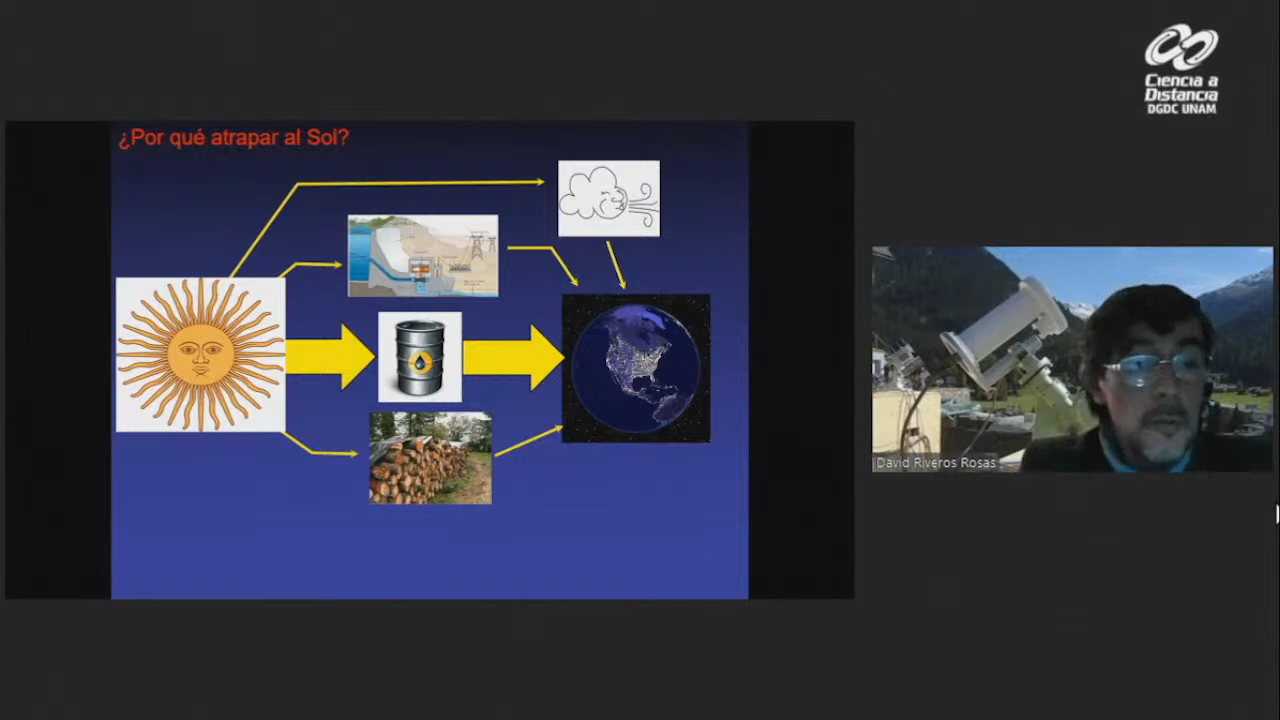 ¿Por qué atrapar al Sol?
Ciencia a
Distancia
DGDC UNAM
David Riveros Rosas